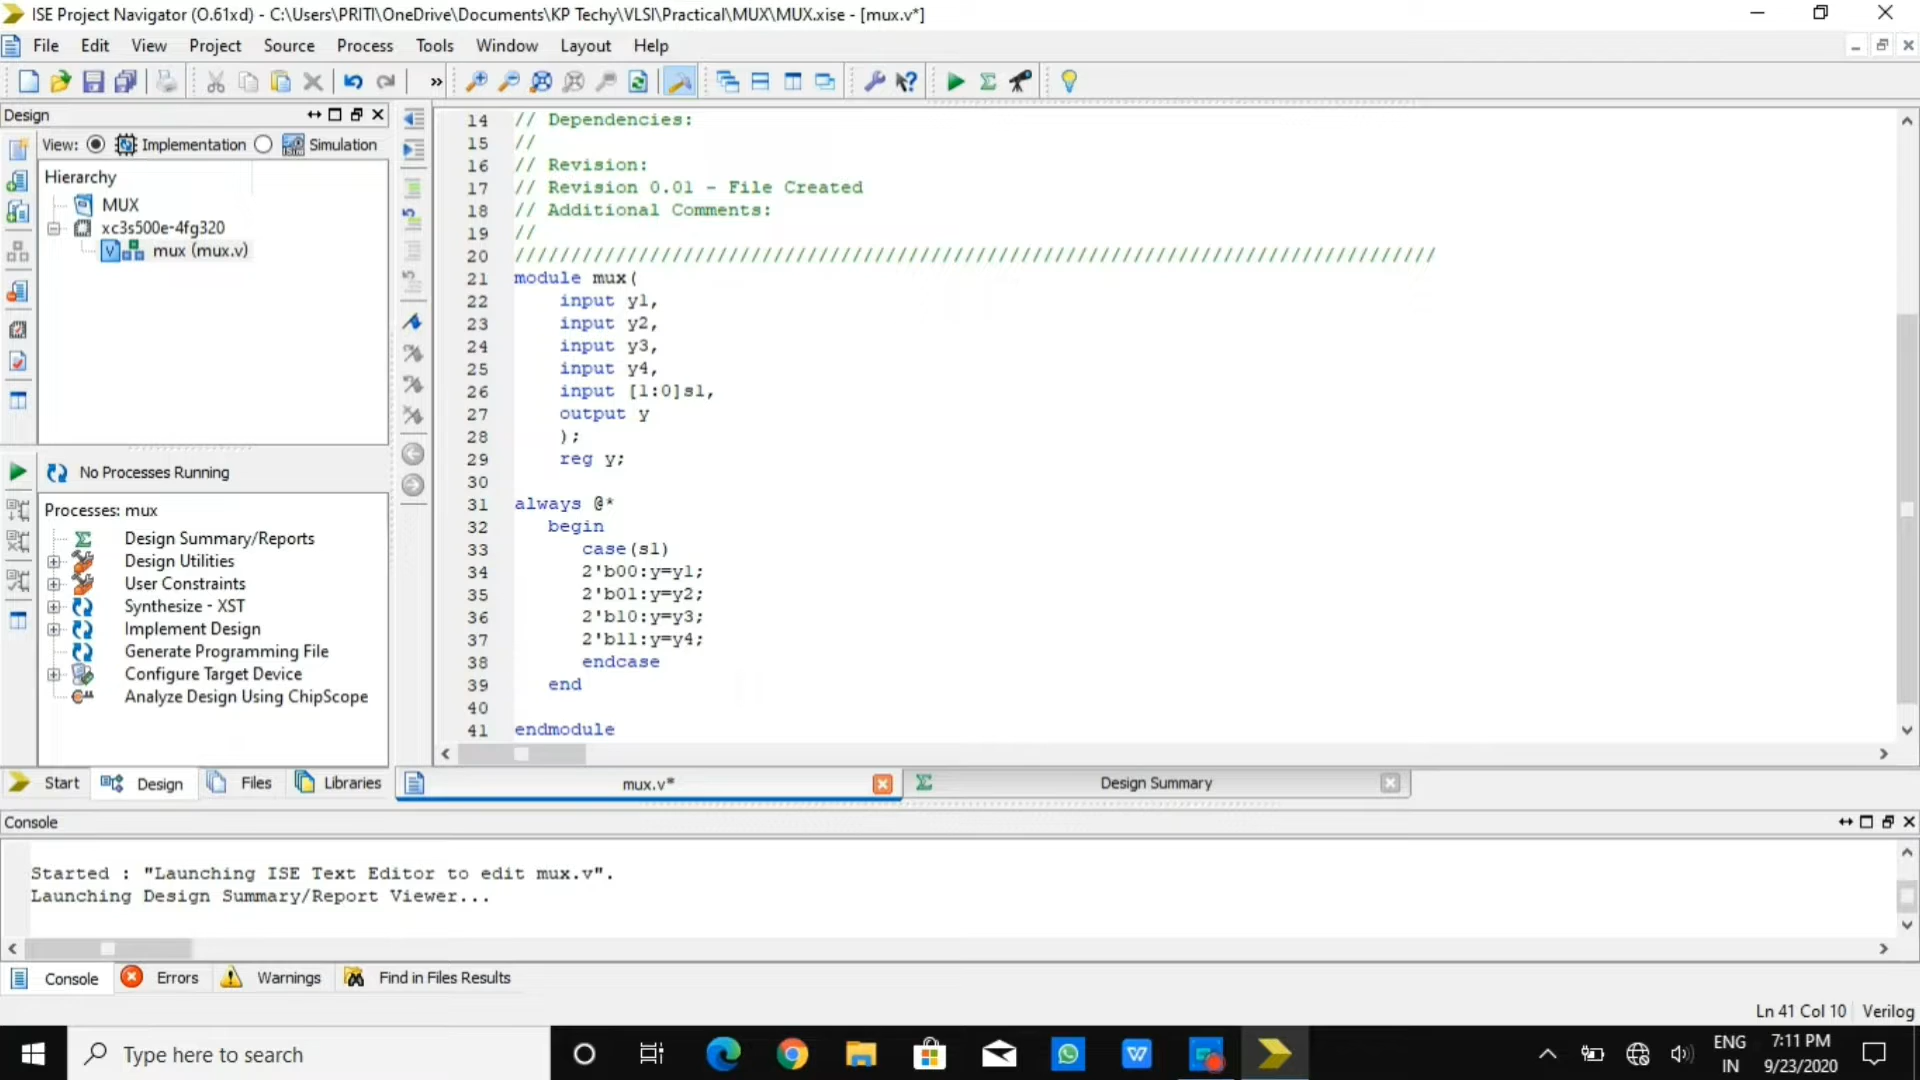 ISE Project Navigator (O.61xd) - C:\Users\PRITI\OneDrive\Documents\KP Techy\VLSI\Practical\MUX\MUX.xise - [mux.v*]
File Edit View Project Source Process Tools Window Layout Help
Design
View: Implementation Simulation
Hierarchy
MUX
xc3s500e-4fg320
mux (mux.v)
No Processes Running
Processes: mux
Design Summary/Reports
Design Utilities
User Constraints
Synthesize - XST
Implement Design
Generate Programming File
Configure Target Device
Analyze Design Using ChipScope
Start Design Files Libraries
14 // Dependencies:
15 //
16 // Revision:
17 // Revision 0.01 - File Created
18 // Additional Comments:
19 //
20 //////////////////////////////////////////////////////////////////////////////////
21 module mux(
22 input y1,
23 input y2,
24 input y3,
25 input y4,
26 input [1:0]s1,
27 output y
28 );
29 reg y;
30
31 always @*
32 begin
33 case(s1)
34 2'b00:y=y1;
35 2'b01:y=y2;
36 2'b10:y=y3;
37 2'b11:y=y4;
38 endcase
39 end
40
41 endmodule
mux.v* Design Summary
Console
Started : "Launching ISE Text Editor to edit mux.v".
Launching Design Summary/Report Viewer...
Console Errors Warnings Find in Files Results
Ln 41 Col 10 Verilog
Type here to search
ENG
IN
7:11 PM
9/23/2020